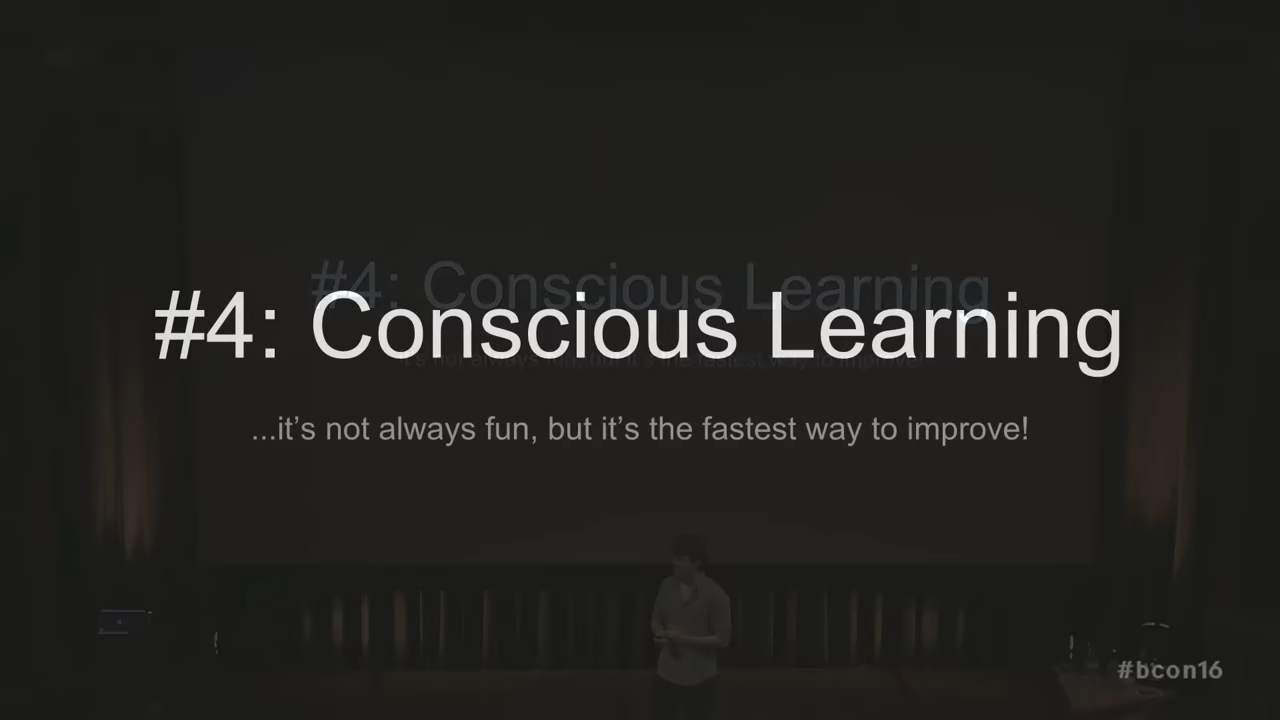 #4: Conscious Learning
...it's not always fun, but it's the fastest way to improve!
#bcon16